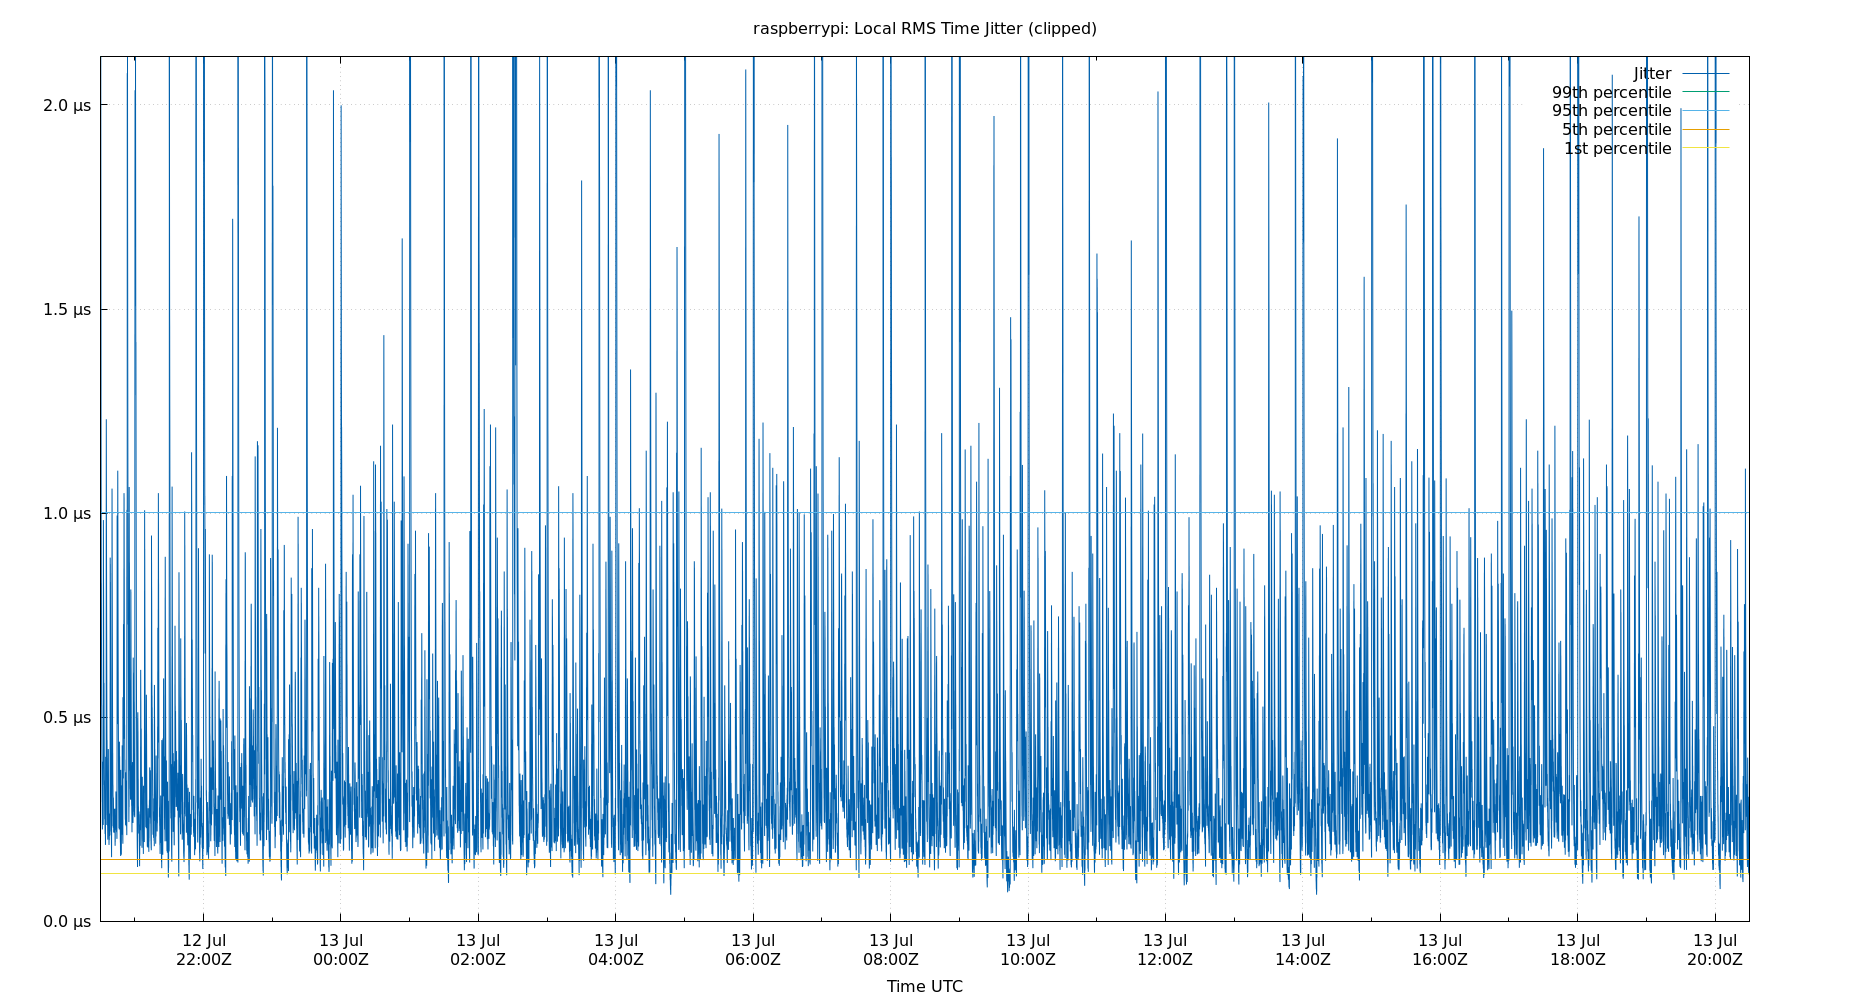 raspberrypi: Local RMS Time Jitter (clipped)
Jitter
99th percentile
95th percentile
5th percentile
1st percentile
2.0 μs
1.5 μs
1.0 μs
0.5 μs
0.0 μs
12 Jul 13 Jul 13 Jul 13 Jul 13 Jul 13 Jul 13 Jul 13 Jul 13 Jul 13 Jul 13 Jul 13 Jul
22:00Z 00:00Z 02:00Z 04:00Z 06:00Z 08:00Z 10:00Z 12:00Z 14:00Z 16:00Z 18:00Z 20:00Z
Time UTC